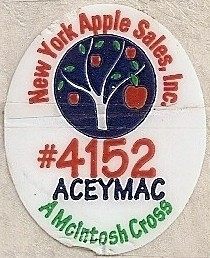 New York Apple Sales, Inc.
#4152
ACEYMAC
A McIntosh Cross